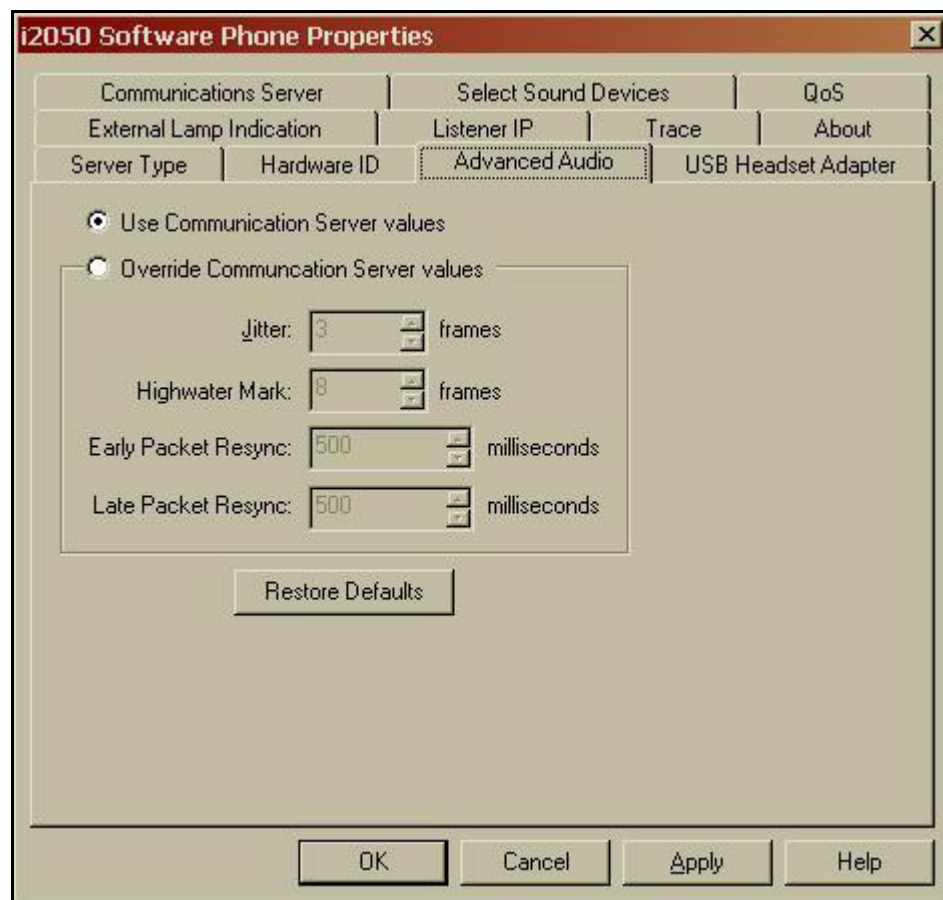 i2050 Software Phone Properties
Communications Server Select Sound Devices QoS
External Lamp Indication Listener IP Trace About
Server Type Hardware ID Advanced Audio USB Headset Adapter
Use Communication Server values
Override Communcation Server values
Jitter: 3 frames
Highwater Mark: 8 frames
Early Packet Resync: 500 milliseconds
Late Packet Resync: 500 milliseconds
Restore Defaults
OK Cancel Apply Help